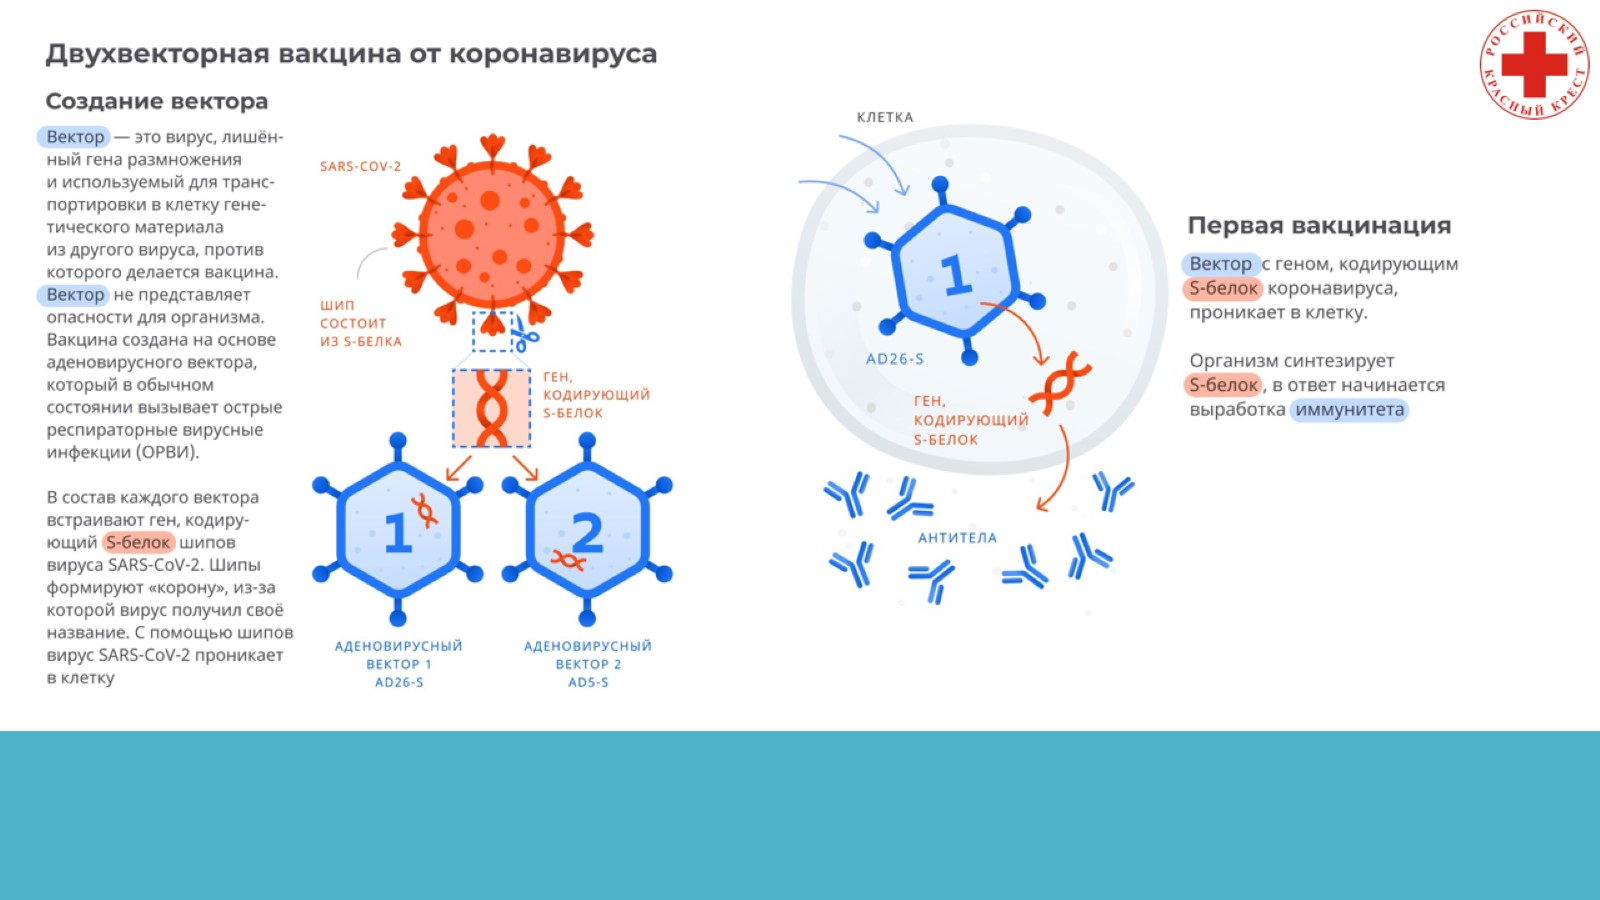 Двухвекторная вакцина от коронавируса
Создание вектора
Вектор — это вирус, лишён-
ный гена размножения
и используемый для транс-
портировки в клетку гене-
тического материала
из другого вируса, против
которого делается вакцина.
Вектор не представляет
опасности для организма.
Вакцина создана на основе
аденовирусного вектора,
который в обычном
состоянии вызывает острые
респираторные вирусные
инфекции (ОРВИ).
В состав каждого вектора
встраивают ген, кодиру-
ющий S-белок шипов
вируса SARS-CoV-2. Шипы
формируют «корону», из-за
которой вирус получил своё
название. С помощью шипов
вирус SARS-CoV-2 проникает
в клетку
SARS-COV-2
ШИП
СОСТОИТ
ИЗ S-БЕЛКА
ГЕН,
КОДИРУЮЩИЙ
S-БЕЛОК
1
2
АДЕНОВИРУСНЫЙ
ВЕКТОР 1
AD26-S
АДЕНОВИРУСНЫЙ
ВЕКТОР 2
AD5-S
КЛЕТКА
1
AD26-S
ГЕН,
КОДИРУЮЩИЙ
S-БЕЛОК
АНТИТЕЛА
Первая вакцинация
Вектор с геном, кодирующим
S-белок коронавируса,
проникает в клетку.
Организм синтезирует
S-белок, в ответ начинается
выработка иммунитета
РОССИЙСКИЙ
КРАСНЫЙ КРЕСТ